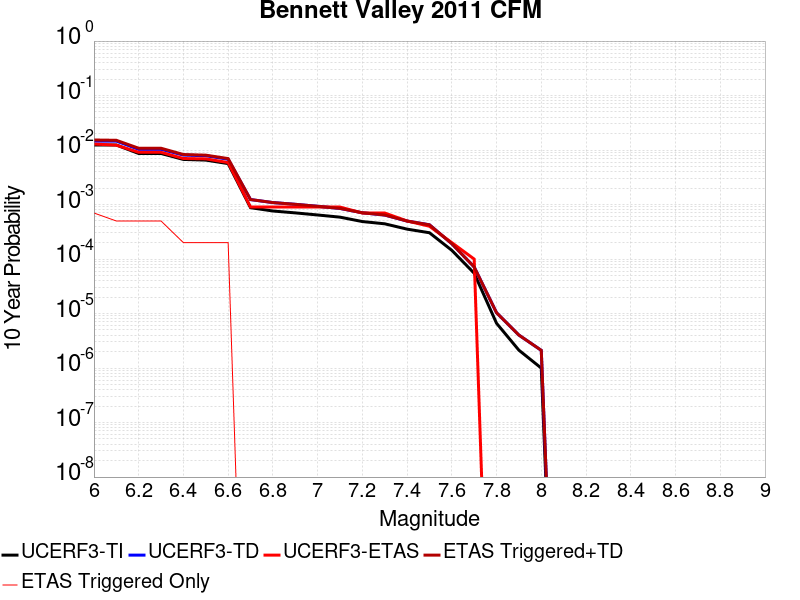 Bennett Valley 2011 CFM
10 Year Probability
10^0
10^-1
10^-2
10^-3
10^-4
10^-5
10^-6
10^-7
10^-8
6 6.2 6.4 6.6 6.8 7 7.2 7.4 7.6 7.8 8 8.2 8.4 8.6 8.8 9
Magnitude
UCERF3-TI UCERF3-TD UCERF3-ETAS ETAS Triggered+TD
ETAS Triggered Only